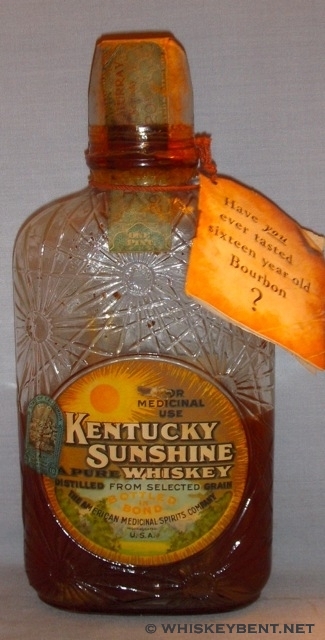 Have you
ever tasted
sixteen year old
Bourbon
?
FOR
MEDICINAL
USE
KENTUCKY
SUNSHINE
A PURE WHISKEY
DISTILLED FROM SELECTED GRAIN
BOTTLED
IN
BOND
THE AMERICAN MEDICINAL SPIRITS COMPANY
U.S.A.
© WHISKEYBENT.NET